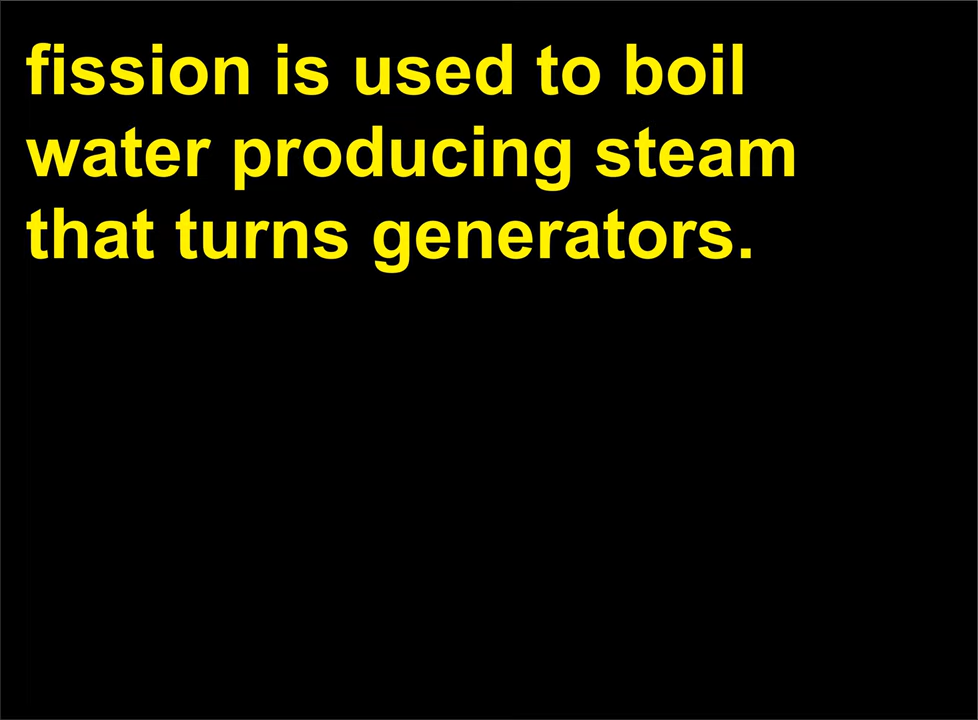 fission is used to boil
water producing steam
that turns generators.